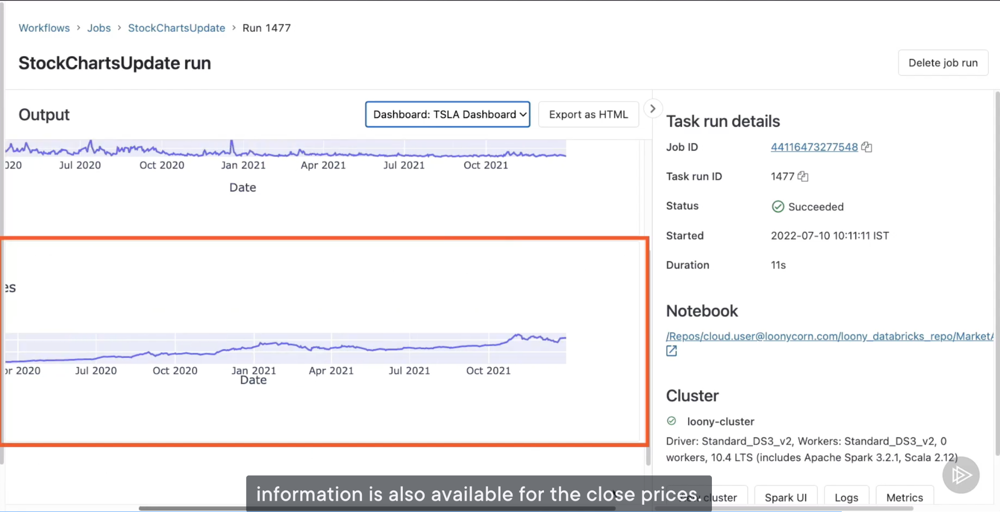 Workflows > Jobs > StockChartsUpdate > Run 1477
StockChartsUpdate run
Delete job run
Output
Dashboard: TSLA Dashboard
Export as HTML
020 Jul 2020 Oct 2020 Jan 2021 Apr 2021 Jul 2021 Oct 2021
Date
es
or 2020 Jul 2020 Oct 2020 Jan 2021 Apr 2021 Jul 2021 Oct 2021
Date
Task run details
Job ID 44116473277548
Task run ID 1477
Status Succeeded
Started 2022-07-10 10:11:11 IST
Duration 11s
Notebook
/Repos/cloud.user@loonycorn.com/loony_databricks_repo/Market
Cluster
loony-cluster
Driver: Standard_DS3_v2, Workers: Standard_DS3_v2, 0
workers, 10.4 LTS (includes Apache Spark 3.2.1, Scala 2.12)
cluster Spark UI Logs Metrics
information is also available for the close prices.